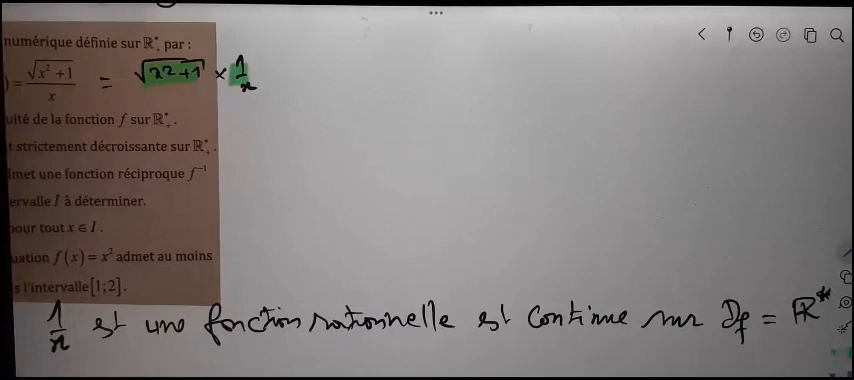 numérique définie sur ℝ*₊ par :
) = √(x² + 1) / x = √(x² + 1) × 1/x
uité de la fonction f sur ℝ*₊ .
t strictement décroissante sur ℝ*₊ .
met une fonction réciproque f⁻¹
ervalle I à déterminer.
pour tout x ∈ I .
uation f(x) = x² admet au moins
s l'intervalle [1;2] .
1/x est une fonction rationnelle est continue sur Df = ℝ*